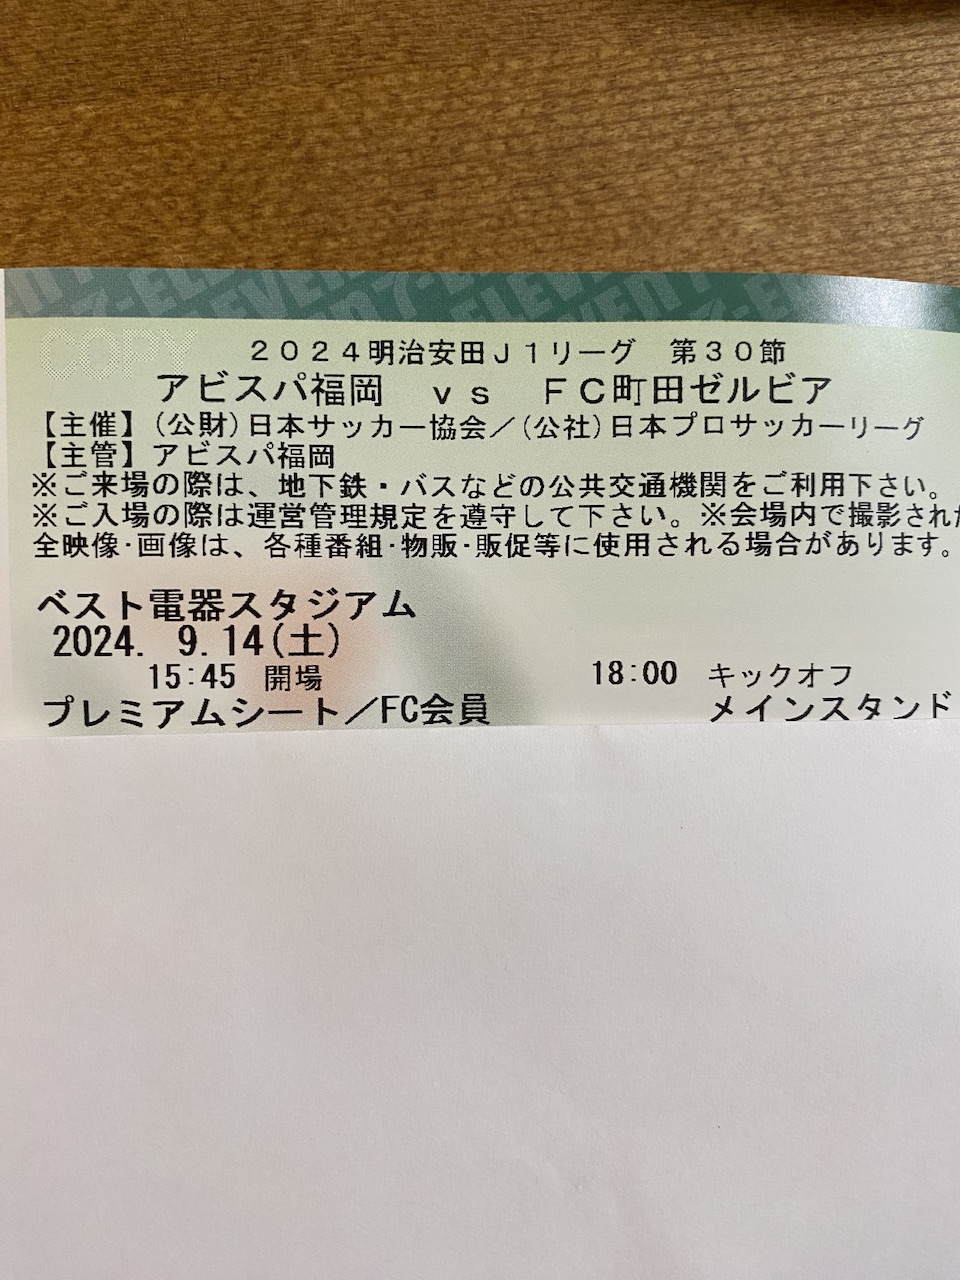 2024明治安田J1リーグ 第30節
アビスパ福岡 vs FC町田ゼルビア
【主催】(公財)日本サッカー協会／(公社)日本プロサッカーリーグ
【主管】アビスパ福岡
※ご来場の際は、地下鉄・バスなどの公共交通機関をご利用下さい。
※ご入場の際は運営管理規定を遵守して下さい。※会場内で撮影された
全映像・画像は、各種番組・物販・販促等に使用される場合があります。
ベスト電器スタジアム
2024. 9.14(土)
15:45 開場 18:00 キックオフ
プレミアムシート／FC会員 メインスタンド
COPY
7-ELEVEN 7-ELEVEN 7-ELEVEN